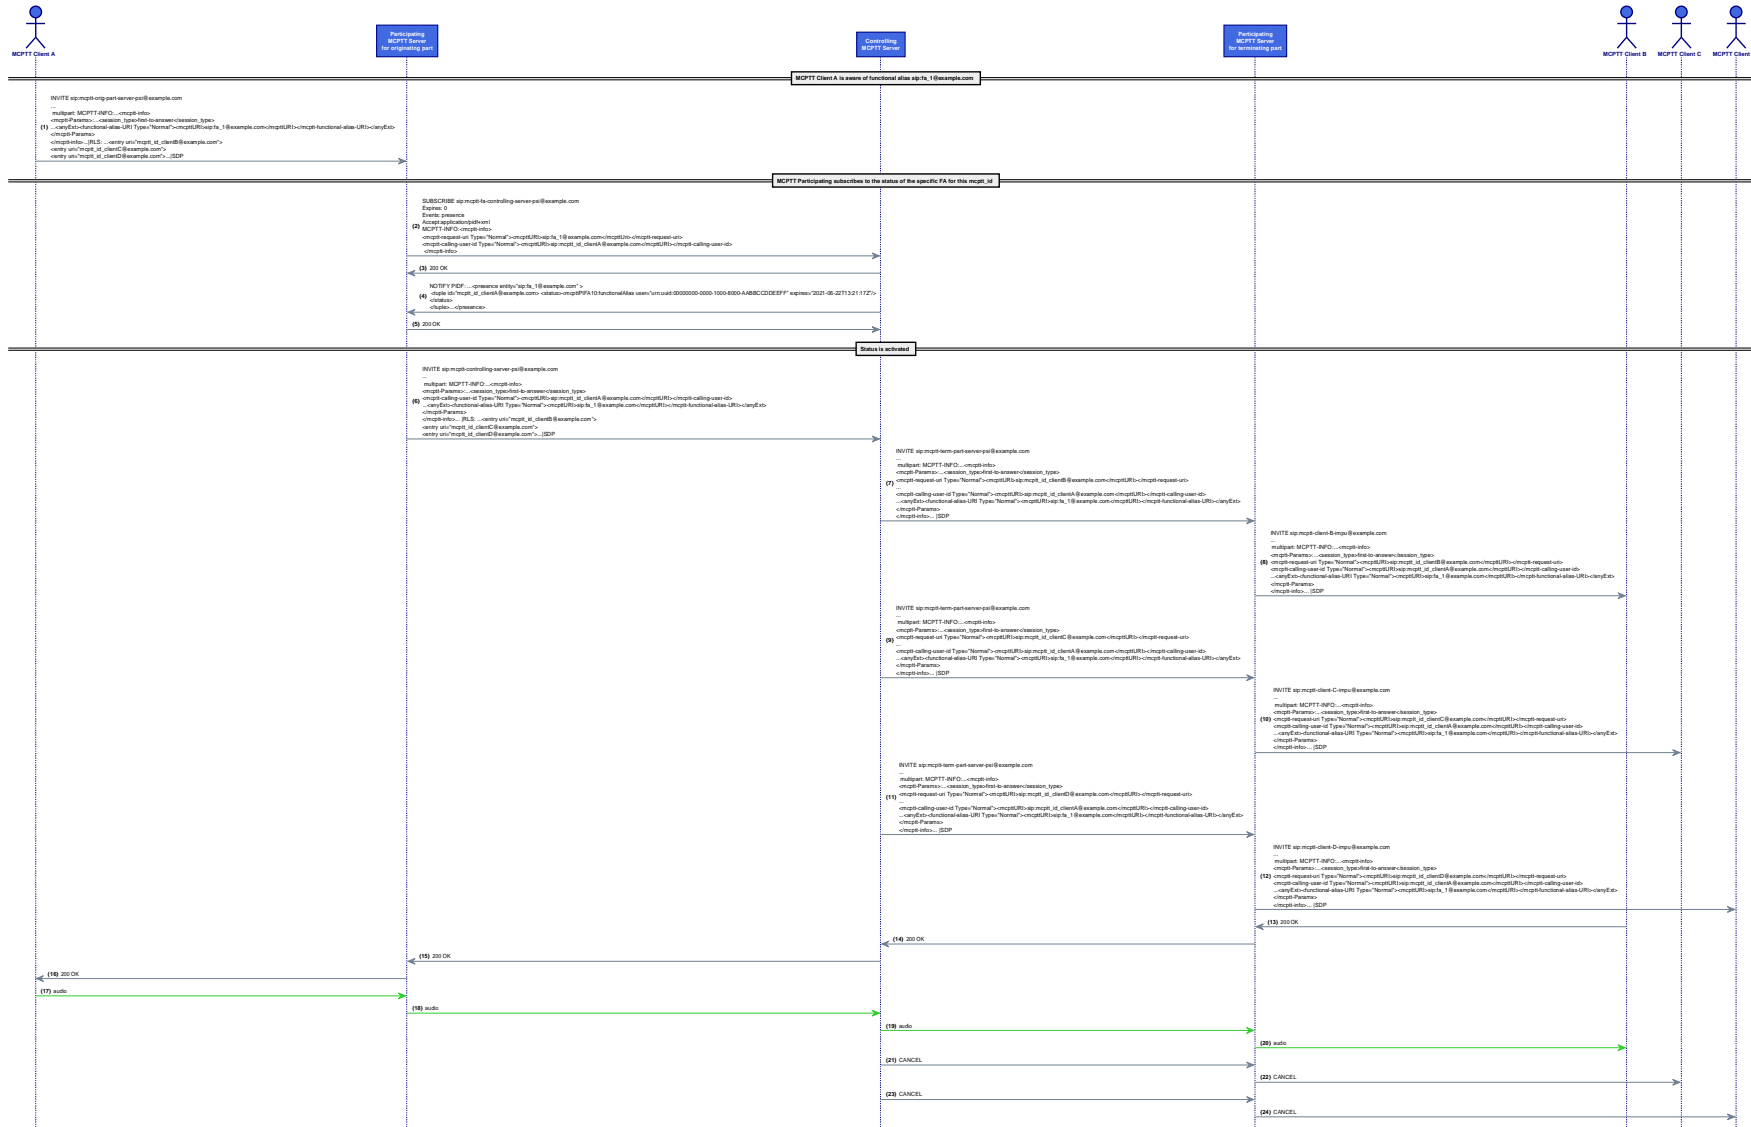 MCPTT Client A
Participating
MCPTT Server
for originating part
Controlling
MCPTT Server
Participating
MCPTT Server
for terminating part
MCPTT Client B
MCPTT Client C
MCPTT Client
MCPTT Client A is aware of functional alias sip:fa_1@example.com
INVITE sip:mcptt-orig-part-server-psi@example.com
...
multipart: MCPTT-INFO:...<mcptt-info>
<mcptt-Params>:...<session_type>first-to-answer</session_type>
(1) ...<anyExt><functional-alias-URI Type="Normal"><mcpttURI>sip:fa_1@example.com</mcpttURI></mcptt-functional-alias-URI></anyExt>
</mcptt-Params>
</mcptt-info>...|RLS: ...<entry uri="mcptt_id_clientB@example.com">
<entry uri="mcptt_id_clientC@example.com">
<entry uri="mcptt_id_clientD@example.com">...|SDP
MCPTT Participating subscribes to the status of the specific FA for this mcptt_id
SUBSCRIBE sip:mcptt-fa-controlling-server-psi@example.com
Expires: 0
Events: presence
Accept:application/pidf+xml
(2) MCPTT-INFO:<mcptt-info>
<mcptt-request-uri Type="Normal"><mcpttURI>sip:fa_1@example.com</mcpttUri></mcptt-request-uri>
<mcptt-calling-user-id Type="Normal"><mcpttURI>sip:mcptt_id_clientA@example.com</mcpttURI></mcptt-calling-user-id>
</mcptt-info>
(3) 200 OK
NOTIFY PIDF:...<presence entity="sip:fa_1@example.com" >
<tuple id="mcptt_id_clientA@example.com> <status><mcpttPIFA10:functionalAlias user="urn:uuid:00000000-0000-1000-8000-AABBCCDDEEFF" expires="2021-06-22T13:21:17Z"/>
(4) </status>
</tuple>...</presence>
(5) 200 OK
Status is activated
INVITE sip:mcptt-controlling-server-psi@example.com
...
multipart: MCPTT-INFO:...<mcptt-info>
<mcptt-Params>:...<session_type>first-to-answer</session_type>
<mcptt-calling-user-id Type="Normal"><mcpttURI>sip:mcptt_id_clientA@example.com</mcpttURI></mcptt-calling-user-id>
(6) ...<anyExt><functional-alias-URI Type="Normal"><mcpttURI>sip:fa_1@example.com</mcpttURI></mcptt-functional-alias-URI></anyExt>
</mcptt-Params>
</mcptt-info>... |RLS: ...<entry uri="mcptt_id_clientB@example.com">
<entry uri="mcptt_id_clientC@example.com">
<entry uri="mcptt_id_clientD@example.com">...|SDP
INVITE sip:mcptt-term-part-server-psi@example.com
...
multipart: MCPTT-INFO:...<mcptt-info>
<mcptt-Params>:...<session_type>first-to-answer</session_type>
<mcptt-request-uri Type="Normal"><mcpttURI>sip:mcptt_id_clientB@example.com</mcpttURI></mcptt-request-uri>
(7) ...
<mcptt-calling-user-id Type="Normal"><mcpttURI>sip:mcptt_id_clientA@example.com</mcpttURI></mcptt-calling-user-id>
...<anyExt><functional-alias-URI Type="Normal"><mcpttURI>sip:fa_1@example.com</mcpttURI></mcptt-functional-alias-URI></anyExt>
</mcptt-Params>
</mcptt-info>... |SDP
INVITE sip:mcptt-client-B-impu@example.com
...
multipart: MCPTT-INFO:...<mcptt-info>
<mcptt-Params>:...<session_type>first-to-answer</session_type>
(8) <mcptt-request-uri Type="Normal"><mcpttURI>sip:mcptt_id_clientB@example.com</mcpttURI></mcptt-request-uri>
<mcptt-calling-user-id Type="Normal"><mcpttURI>sip:mcptt_id_clientA@example.com</mcpttURI></mcptt-calling-user-id>
...<anyExt><functional-alias-URI Type="Normal"><mcpttURI>sip:fa_1@example.com</mcpttURI></mcptt-functional-alias-URI></anyExt>
</mcptt-Params>
</mcptt-info>... |SDP
INVITE sip:mcptt-term-part-server-psi@example.com
...
multipart: MCPTT-INFO:...<mcptt-info>
<mcptt-Params>:...<session_type>first-to-answer</session_type>
<mcptt-request-uri Type="Normal"><mcpttURI>sip:mcptt_id_clientC@example.com</mcpttURI></mcptt-request-uri>
(9) ...
<mcptt-calling-user-id Type="Normal"><mcpttURI>sip:mcptt_id_clientA@example.com</mcpttURI></mcptt-calling-user-id>
...<anyExt><functional-alias-URI Type="Normal"><mcpttURI>sip:fa_1@example.com</mcpttURI></mcptt-functional-alias-URI></anyExt>
</mcptt-Params>
</mcptt-info>... |SDP
INVITE sip:mcptt-client-C-impu@example.com
...
multipart: MCPTT-INFO:...<mcptt-info>
<mcptt-Params>:...<session_type>first-to-answer</session_type>
(10) <mcptt-request-uri Type="Normal"><mcpttURI>sip:mcptt_id_clientC@example.com</mcpttURI></mcptt-request-uri>
<mcptt-calling-user-id Type="Normal"><mcpttURI>sip:mcptt_id_clientA@example.com</mcpttURI></mcptt-calling-user-id>
...<anyExt><functional-alias-URI Type="Normal"><mcpttURI>sip:fa_1@example.com</mcpttURI></mcptt-functional-alias-URI></anyExt>
</mcptt-Params>
</mcptt-info>... |SDP
INVITE sip:mcptt-term-part-server-psi@example.com
...
multipart: MCPTT-INFO:...<mcptt-info>
<mcptt-Params>:...<session_type>first-to-answer</session_type>
<mcptt-request-uri Type="Normal"><mcpttURI>sip:mcptt_id_clientD@example.com</mcpttURI></mcptt-request-uri>
(11) ...
<mcptt-calling-user-id Type="Normal"><mcpttURI>sip:mcptt_id_clientA@example.com</mcpttURI></mcptt-calling-user-id>
...<anyExt><functional-alias-URI Type="Normal"><mcpttURI>sip:fa_1@example.com</mcpttURI></mcptt-functional-alias-URI></anyExt>
</mcptt-Params>
</mcptt-info>... |SDP
INVITE sip:mcptt-client-D-impu@example.com
...
multipart: MCPTT-INFO:...<mcptt-info>
<mcptt-Params>:...<session_type>first-to-answer</session_type>
(12) <mcptt-request-uri Type="Normal"><mcpttURI>sip:mcptt_id_clientD@example.com</mcpttURI></mcptt-request-uri>
<mcptt-calling-user-id Type="Normal"><mcpttURI>sip:mcptt_id_clientA@example.com</mcpttURI></mcptt-calling-user-id>
...<anyExt><functional-alias-URI Type="Normal"><mcpttURI>sip:fa_1@example.com</mcpttURI></mcptt-functional-alias-URI></anyExt>
</mcptt-Params>
</mcptt-info>... |SDP
(13) 200 OK
(14) 200 OK
(15) 200 OK
(16) 200 OK
(17) audio
(18) audio
(19) audio
(20) audio
(21) CANCEL
(22) CANCEL
(23) CANCEL
(24) CANCEL